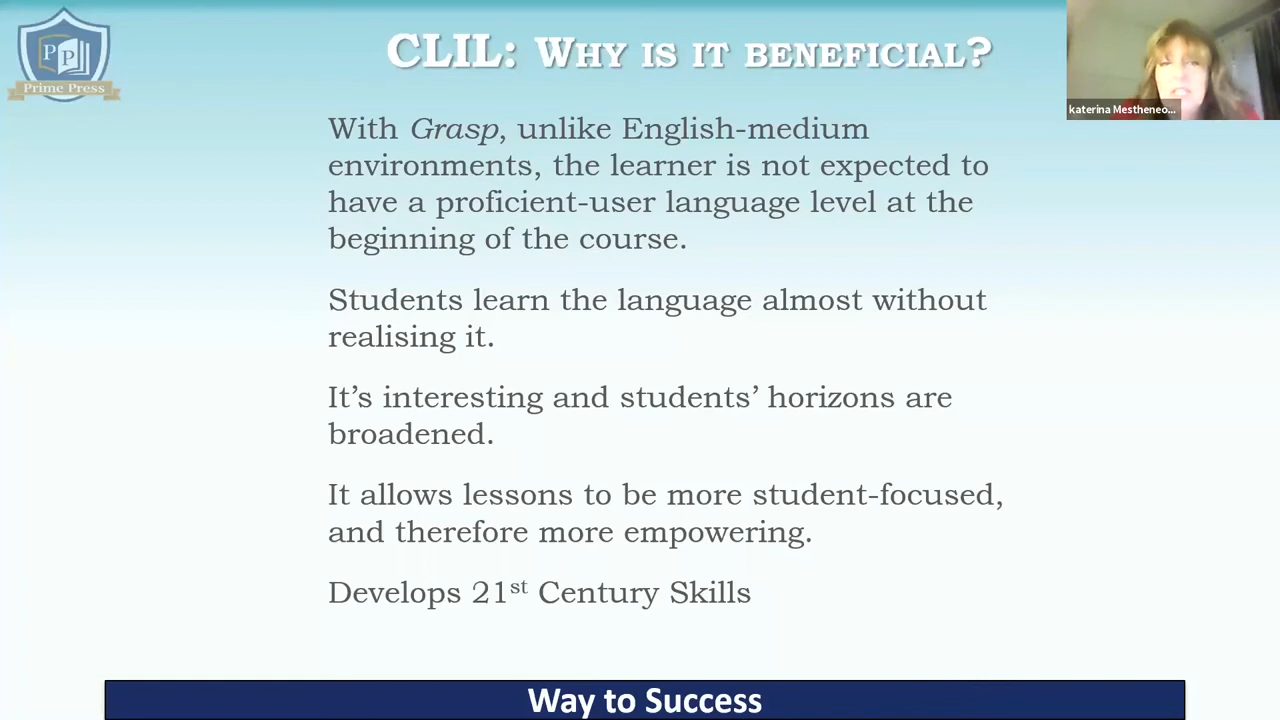 PP
Prime Press
CLIL: Why is it beneficial?
katerina Mestheneo...
With Grasp, unlike English-medium
environments, the learner is not expected to
have a proficient-user language level at the
beginning of the course.
Students learn the language almost without
realising it.
It’s interesting and students’ horizons are
broadened.
It allows lessons to be more student-focused,
and therefore more empowering.
Develops 21st Century Skills
Way to Success